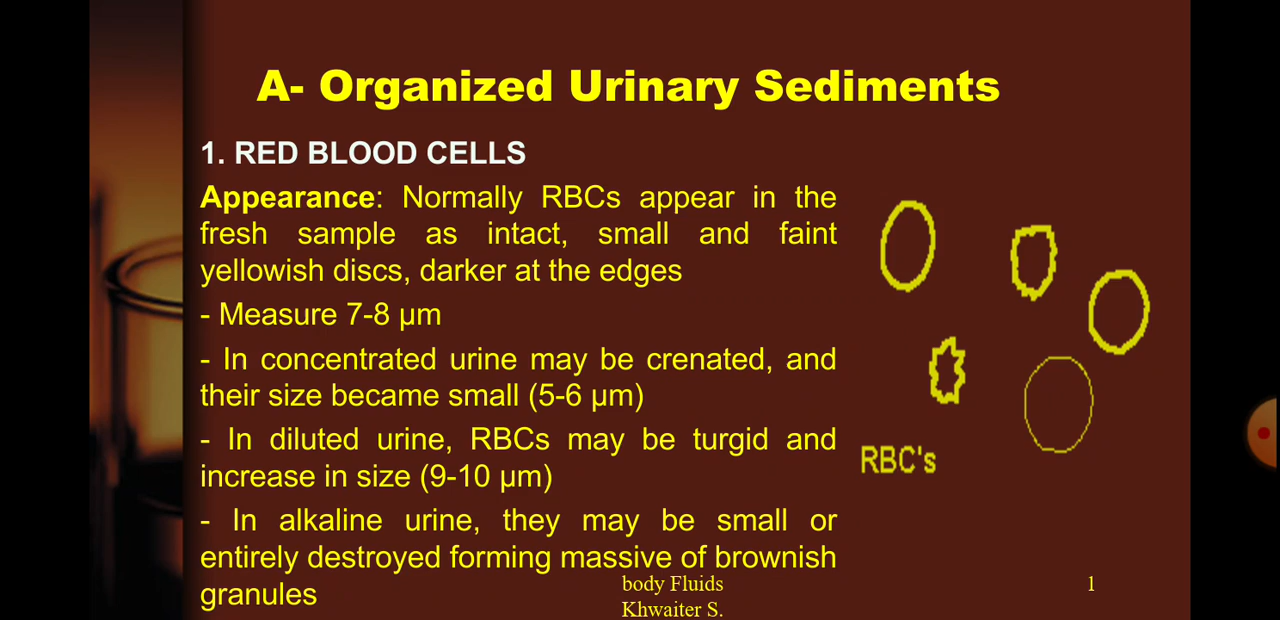 A- Organized Urinary Sediments
1. RED BLOOD CELLS
Appearance: Normally RBCs appear in the
fresh sample as intact, small and faint
yellowish discs, darker at the edges
- Measure 7-8 µm
- In concentrated urine may be crenated, and
their size became small (5-6 µm)
- In diluted urine, RBCs may be turgid and
increase in size (9-10 µm)
- In alkaline urine, they may be small or
entirely destroyed forming massive of brownish
granules
RBC's
body Fluids
Khwaiter S.
1